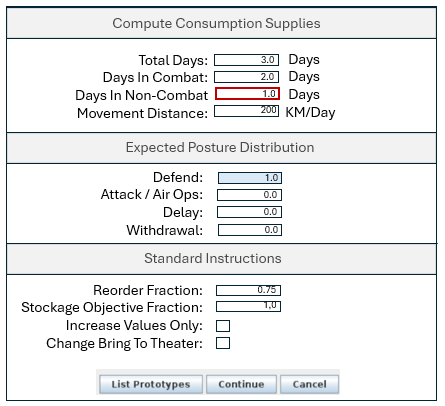 Compute Consumption Supplies
Total Days: 3.0 Days
Days In Combat: 2.0 Days
Days In Non-Combat 1.0 Days
Movement Distance: 200 KM/Day
Expected Posture Distribution
Defend: 1.0
Attack / Air Ops: 0.0
Delay: 0.0
Withdrawal: 0.0
Standard Instructions
Reorder Fraction: 0.75
Stockage Objective Fraction: 1.0
Increase Values Only:
Change Bring To Theater:
List Prototypes Continue Cancel